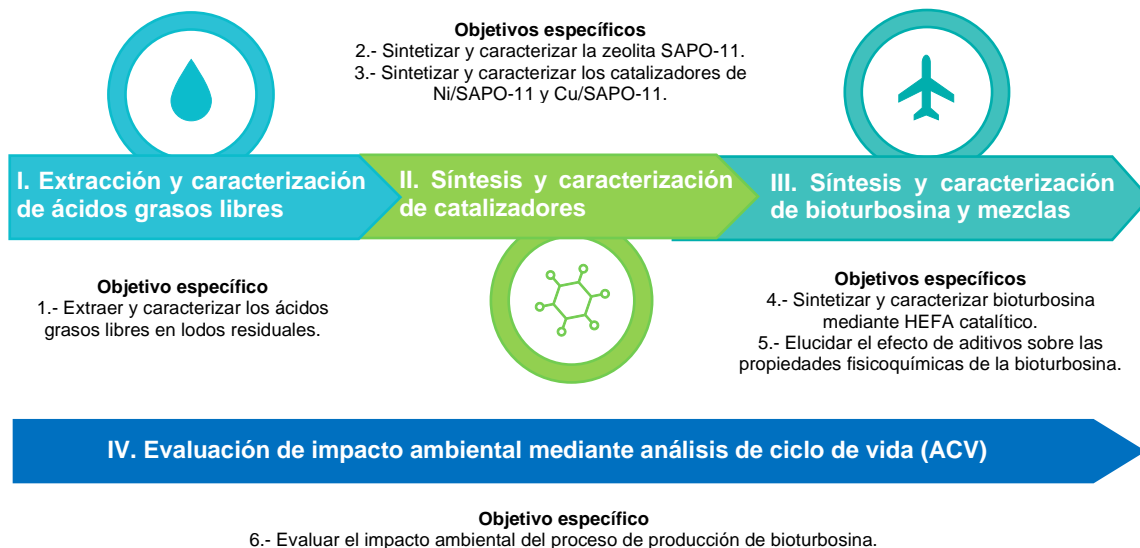 Objetivos específicos
2.- Sintetizar y caracterizar la zeolita SAPO-11.
3.- Sintetizar y caracterizar los catalizadores de
Ni/SAPO-11 y Cu/SAPO-11.
I. Extracción y caracterización
de ácidos grasos libres
II. Síntesis y caracterización
de catalizadores
III. Síntesis y caracterización
de bioturbosina y mezclas
Objetivo específico
1.- Extraer y caracterizar los ácidos
grasos libres en lodos residuales.
Objetivos específicos
4.- Sintetizar y caracterizar bioturbosina
mediante HEFA catalítico.
5.- Elucidar el efecto de aditivos sobre las
propiedades fisicoquímicas de la bioturbosina.
IV. Evaluación de impacto ambiental mediante análisis de ciclo de vida (ACV)
Objetivo específico
6.- Evaluar el impacto ambiental del proceso de producción de bioturbosina.